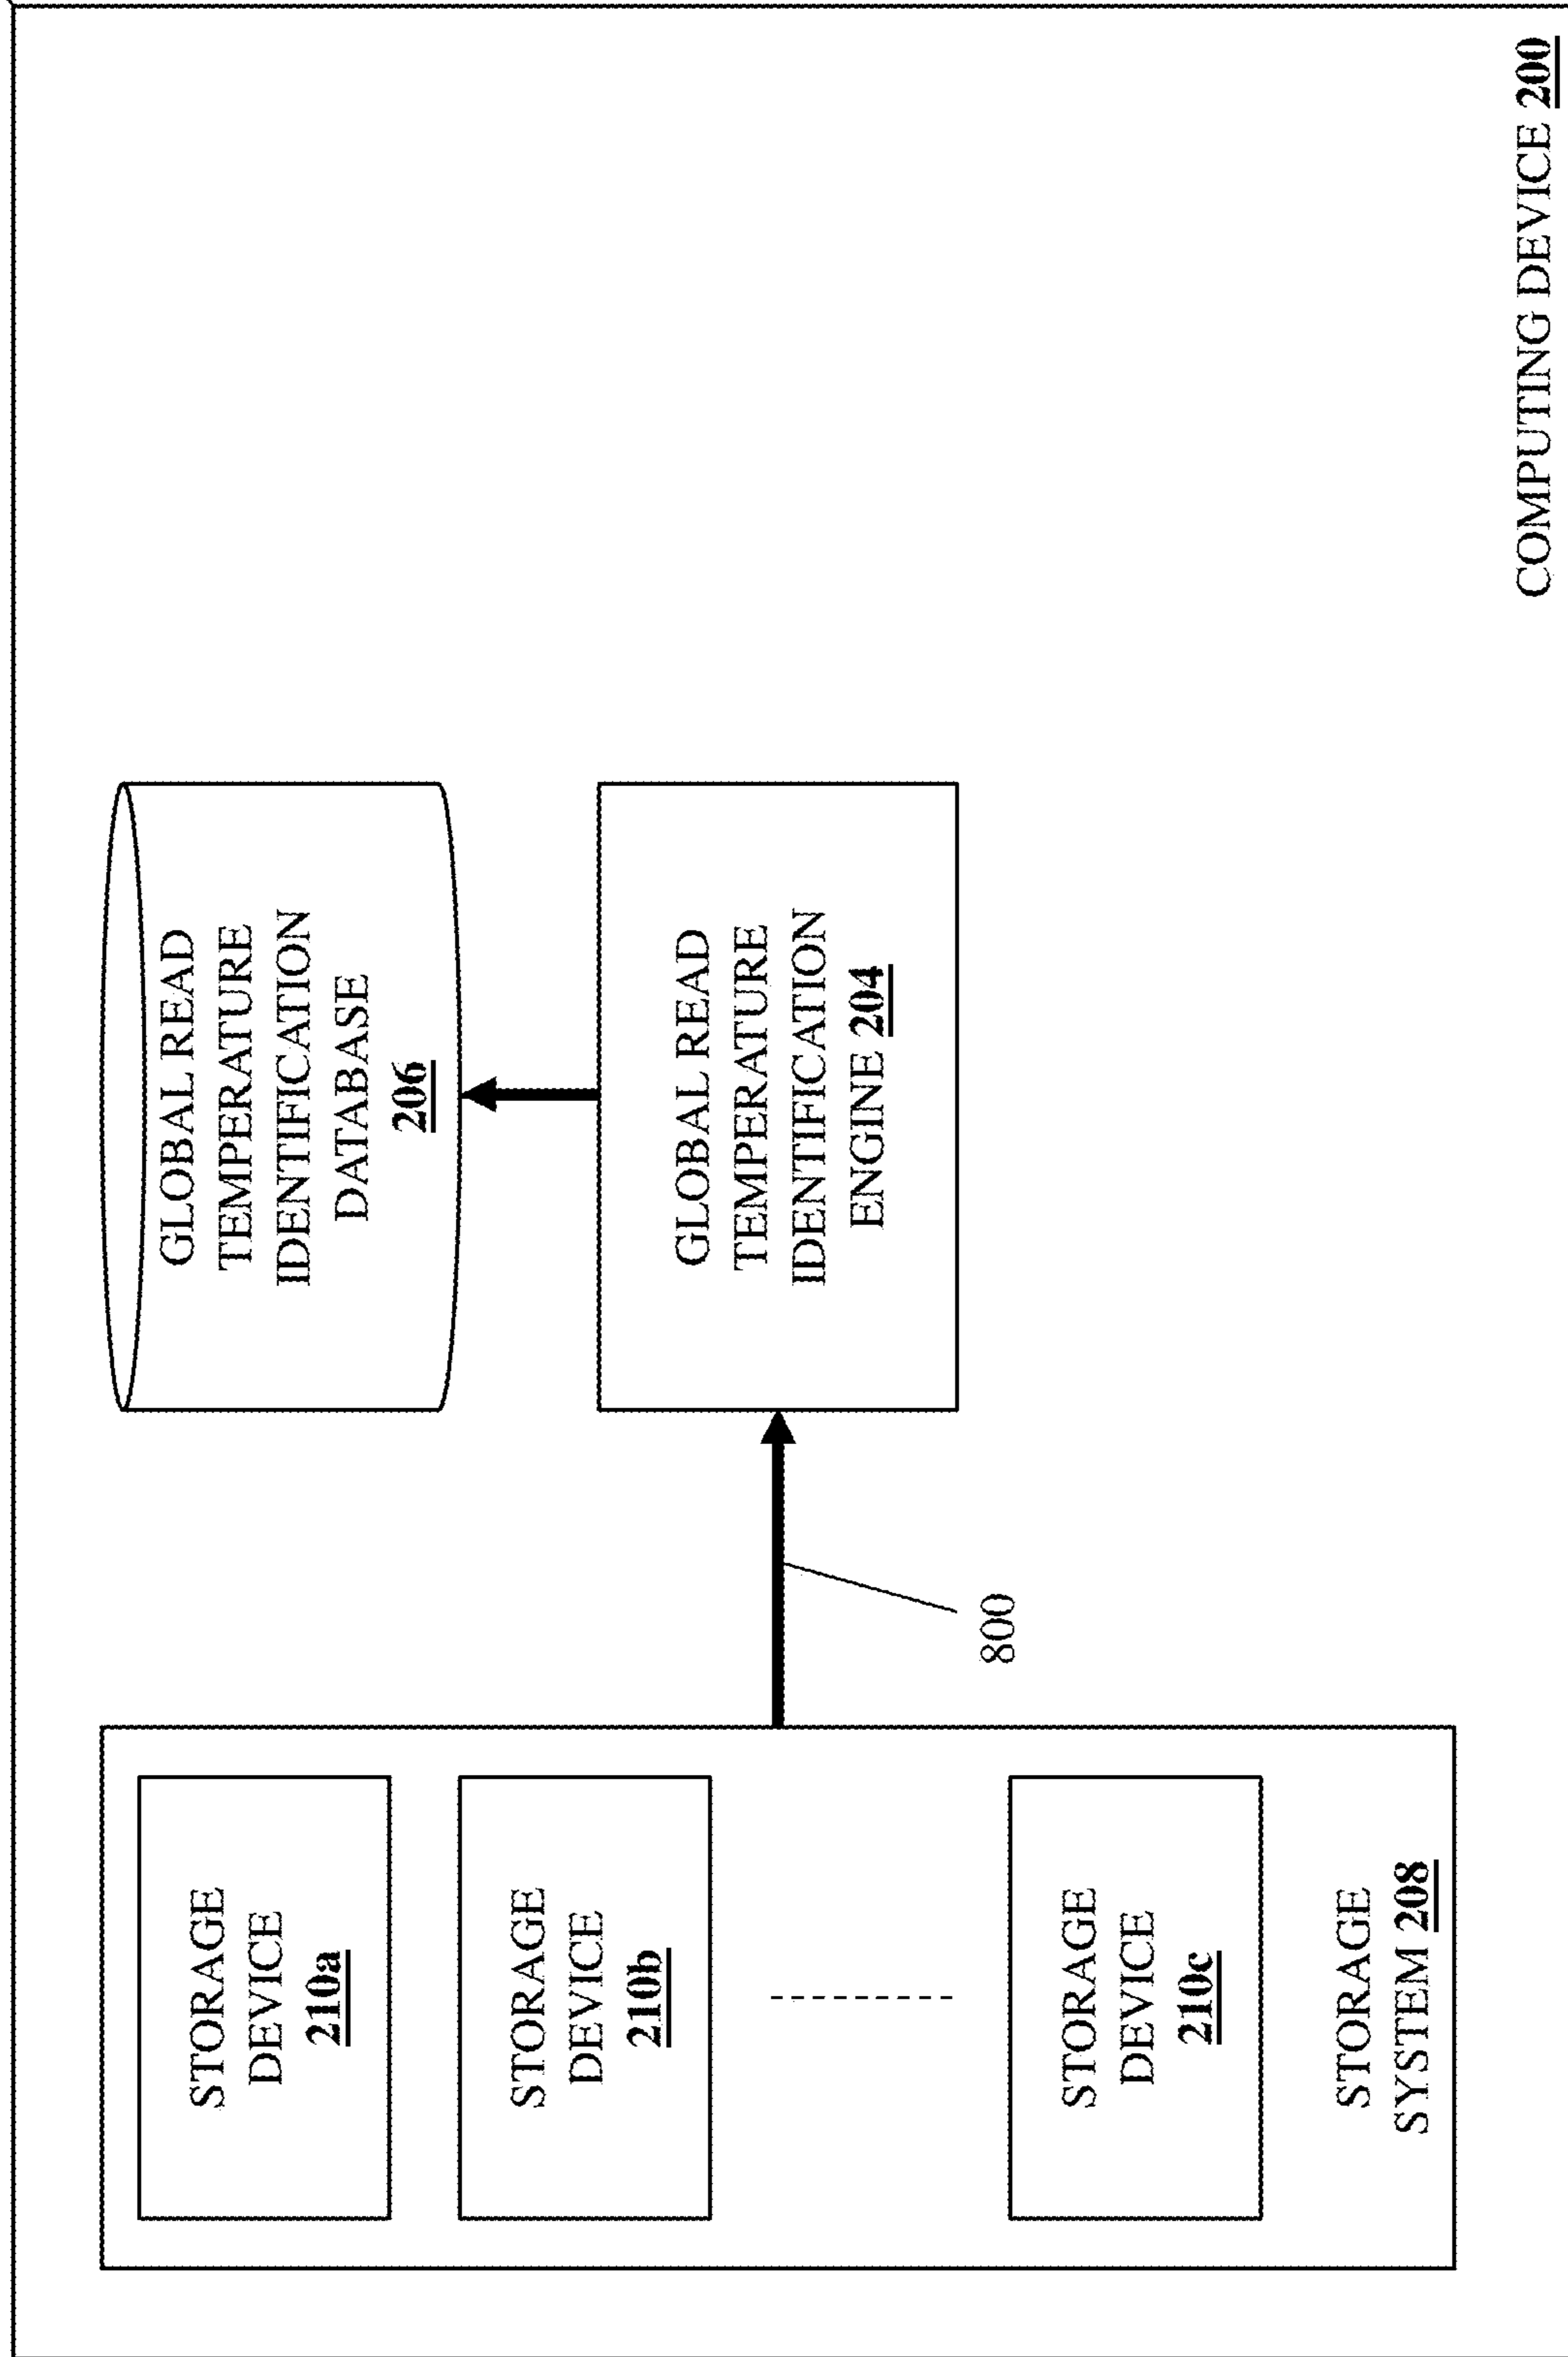 STORAGE
DEVICE
210a
STORAGE
DEVICE
210b
STORAGE
DEVICE
210c
STORAGE
SYSTEM 208
800
GLOBAL READ
TEMPERATURE
IDENTIFICATION
DATABASE
206
GLOBAL READ
TEMPERATURE
IDENTIFICATION
ENGINE 204
COMPUTING DEVICE 200